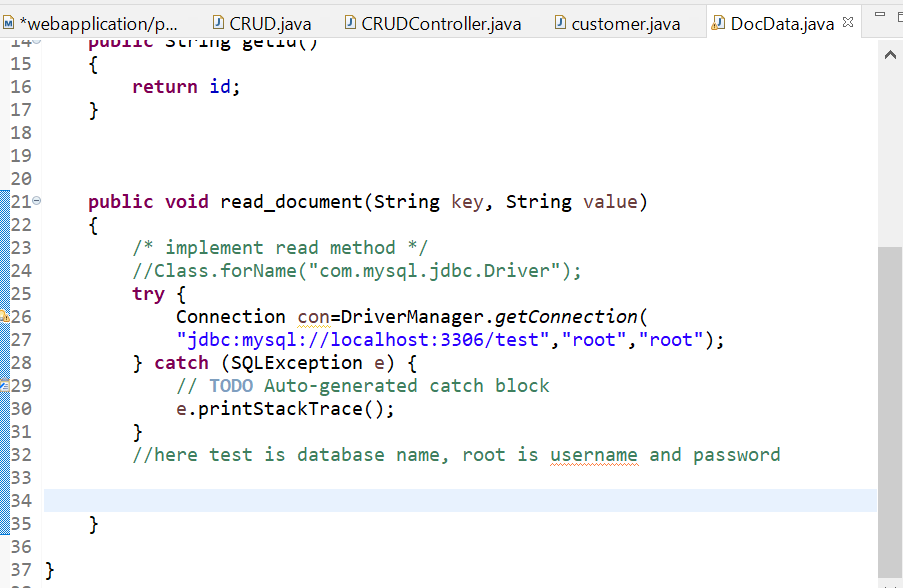 *webapplication/p... CRUD.java CRUDController.java customer.java DocData.java
14 public String getId()
15 {
16 return id;
17 }
18
19
20
21 public void read_document(String key, String value)
22 {
23 /* implement read method */
24 //Class.forName("com.mysql.jdbc.Driver");
25 try {
26 Connection con=DriverManager.getConnection(
27 "jdbc:mysql://localhost:3306/test","root","root");
28 } catch (SQLException e) {
29 // TODO Auto-generated catch block
30 e.printStackTrace();
31 }
32 //here test is database name, root is username and password
33
34
35 }
36
37 }